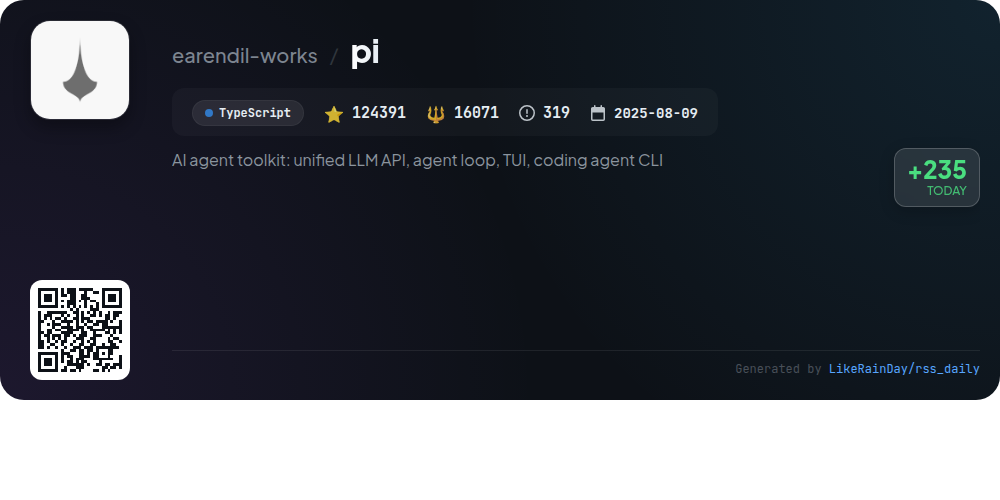 earendil-works / pi
TypeScript 124391 16071 319 2025-08-09
AI agent toolkit: unified LLM API, agent loop, TUI, coding agent CLI
+235
TODAY
Generated by LikeRainDay/rss_daily